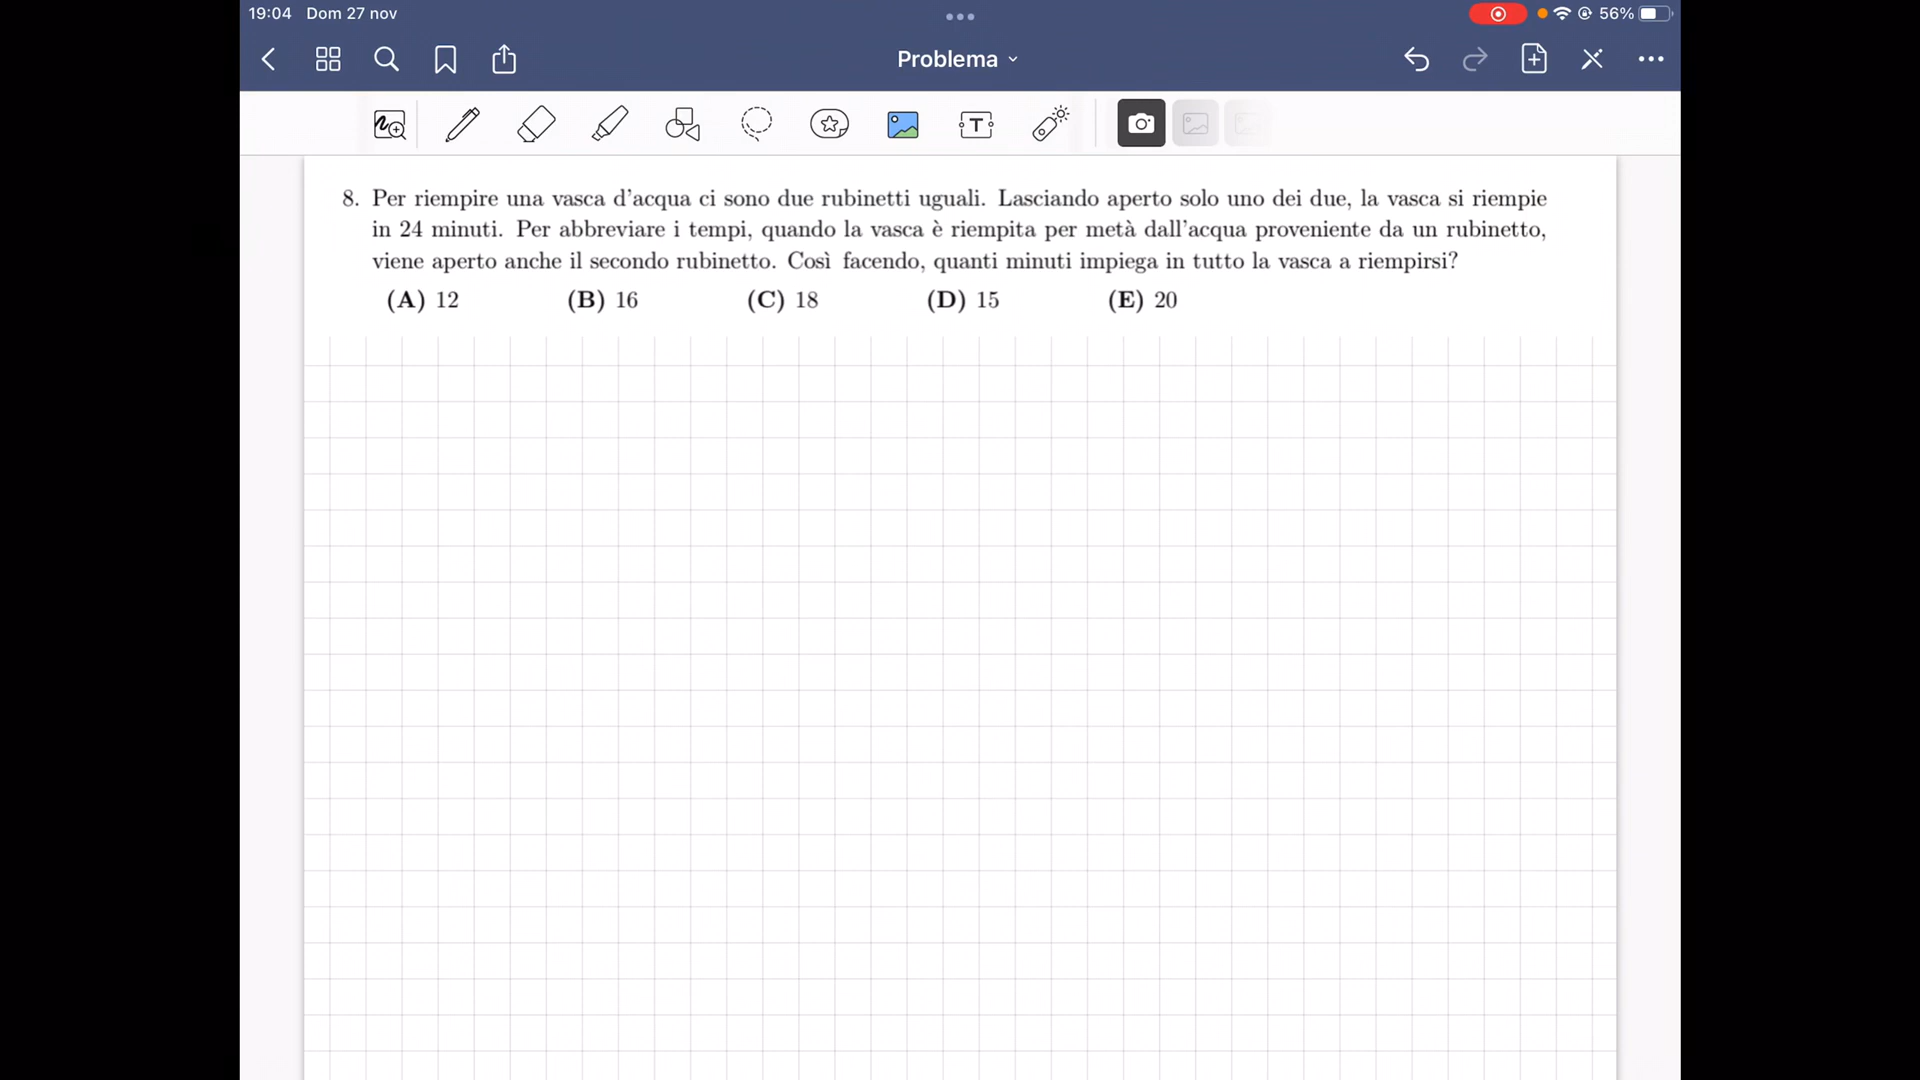 19:04 Dom 27 nov
56%
Problema
T
8. Per riempire una vasca d'acqua ci sono due rubinetti uguali. Lasciando aperto solo uno dei due, la vasca si riempie
in 24 minuti. Per abbreviare i tempi, quando la vasca è riempita per metà dall'acqua proveniente da un rubinetto,
viene aperto anche il secondo rubinetto. Così facendo, quanti minuti impiega in tutto la vasca a riempirsi?
(A) 12 (B) 16 (C) 18 (D) 15 (E) 20